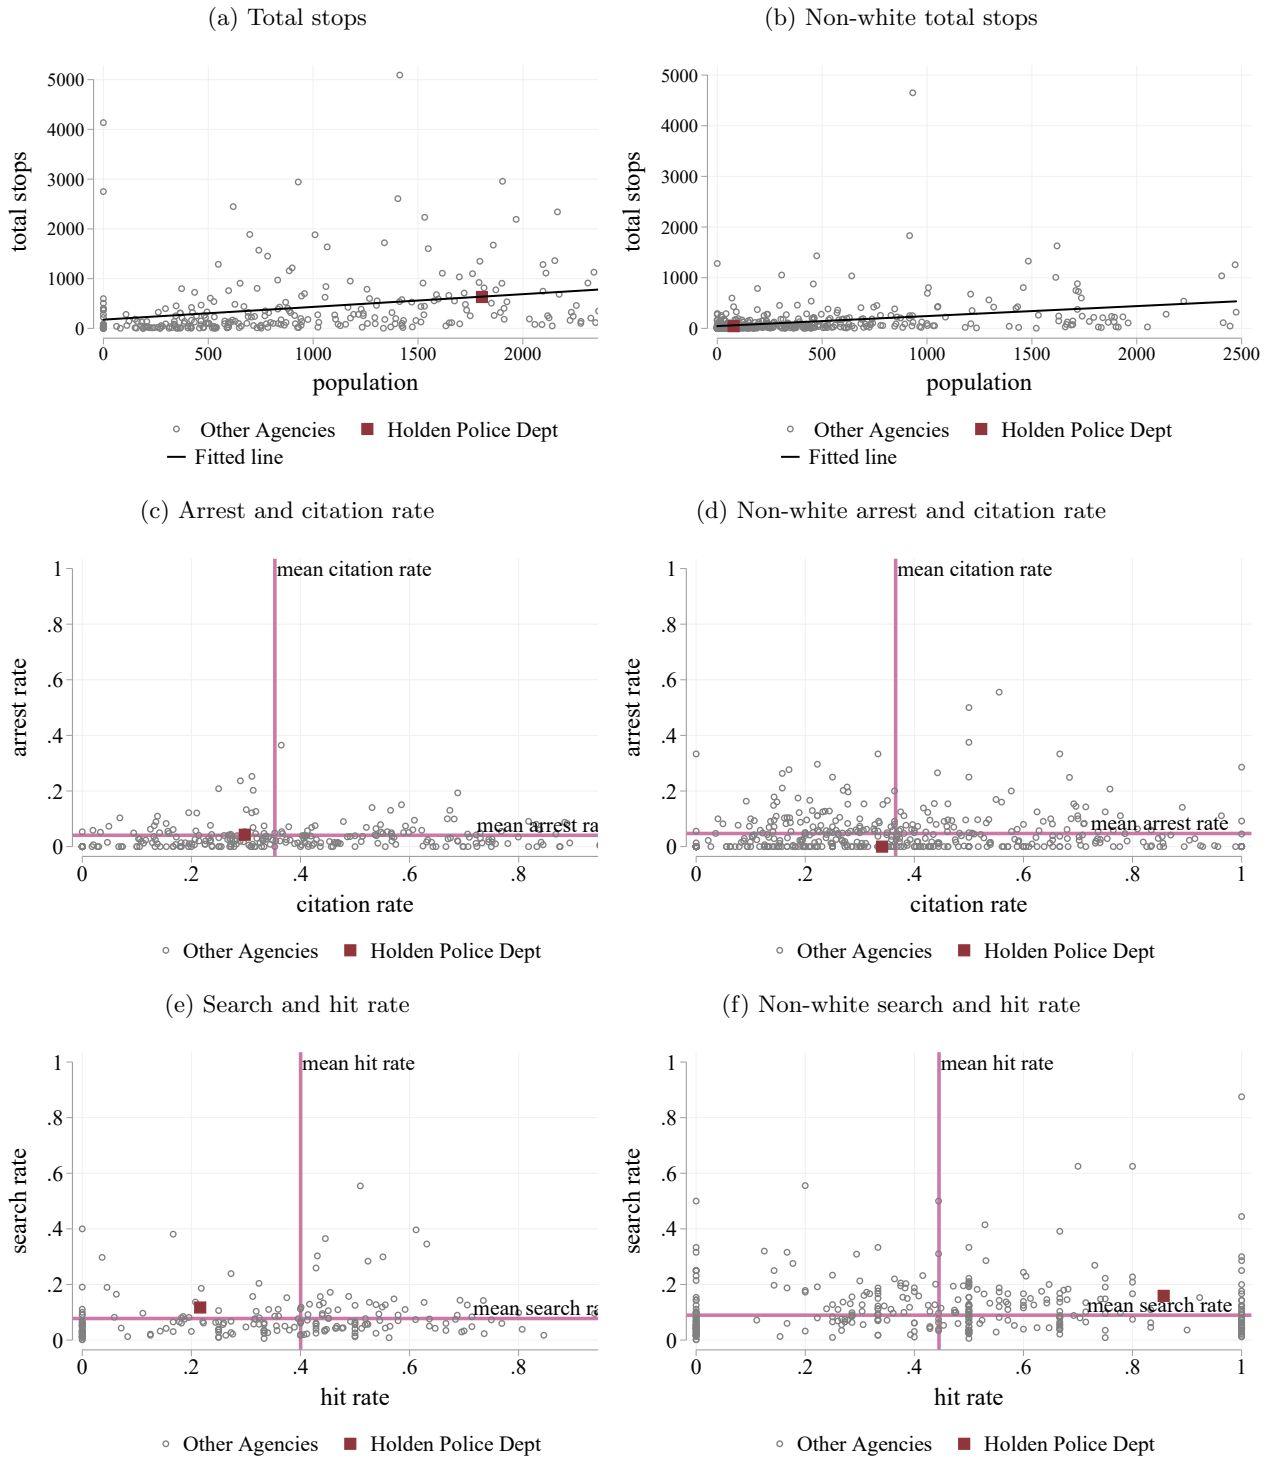 (a) Total stops
total stops
5000
4000
3000
2000
1000
0
0 500 1000 1500 2000
population
Other Agencies Holden Police Dept
Fitted line
(b) Non-white total stops
total stops
5000
4000
3000
2000
1000
0
0 500 1000 1500 2000 2500
population
Other Agencies Holden Police Dept
Fitted line
(c) Arrest and citation rate
arrest rate
1
.8
.6
.4
.2
0
mean citation rate
mean arrest ra
0 .2 .4 .6 .8
citation rate
Other Agencies Holden Police Dept
(d) Non-white arrest and citation rate
arrest rate
1
.8
.6
.4
.2
0
mean citation rate
mean arrest rate
0 .2 .4 .6 .8 1
citation rate
Other Agencies Holden Police Dept
(e) Search and hit rate
search rate
1
.8
.6
.4
.2
0
mean hit rate
mean search ra
0 .2 .4 .6 .8
hit rate
Other Agencies Holden Police Dept
(f) Non-white search and hit rate
search rate
1
.8
.6
.4
.2
0
mean hit rate
mean search rate
0 .2 .4 .6 .8 1
hit rate
Other Agencies Holden Police Dept